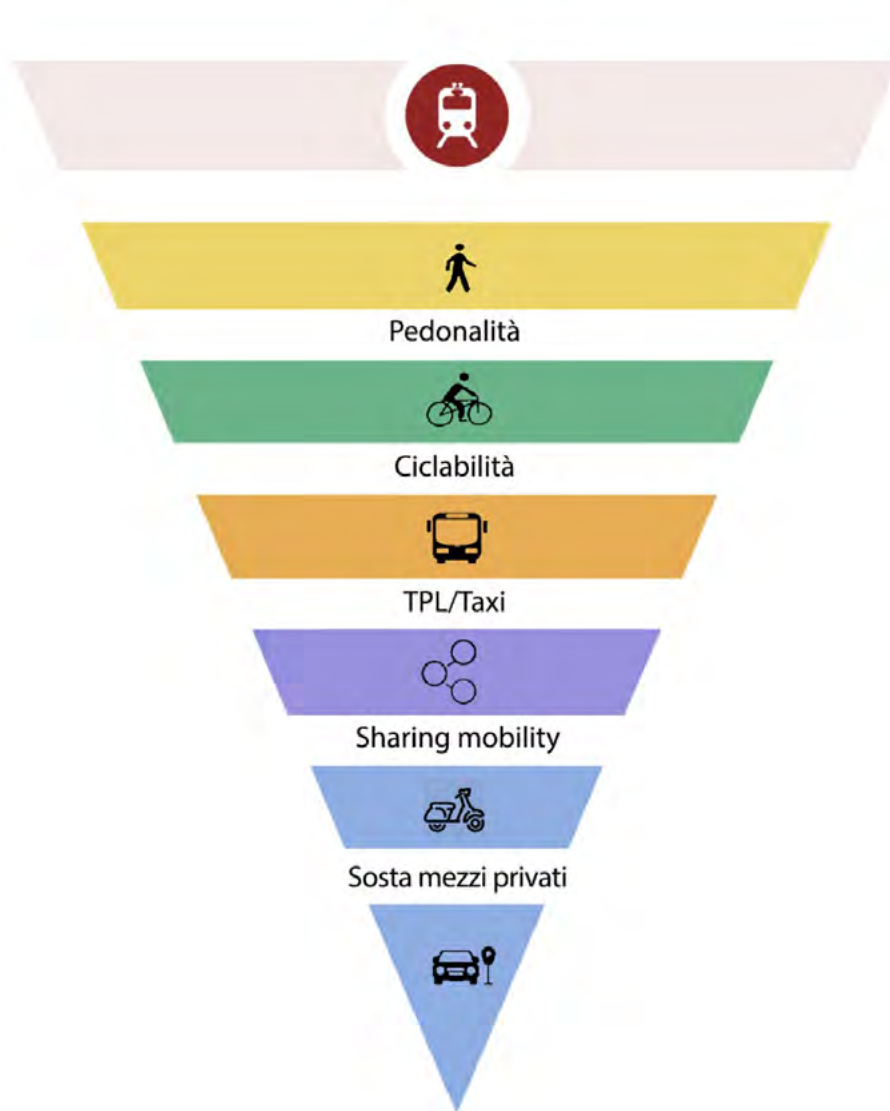 Pedonalità
Ciclabilità
TPL/Taxi
Sharing mobility
Sosta mezzi privati